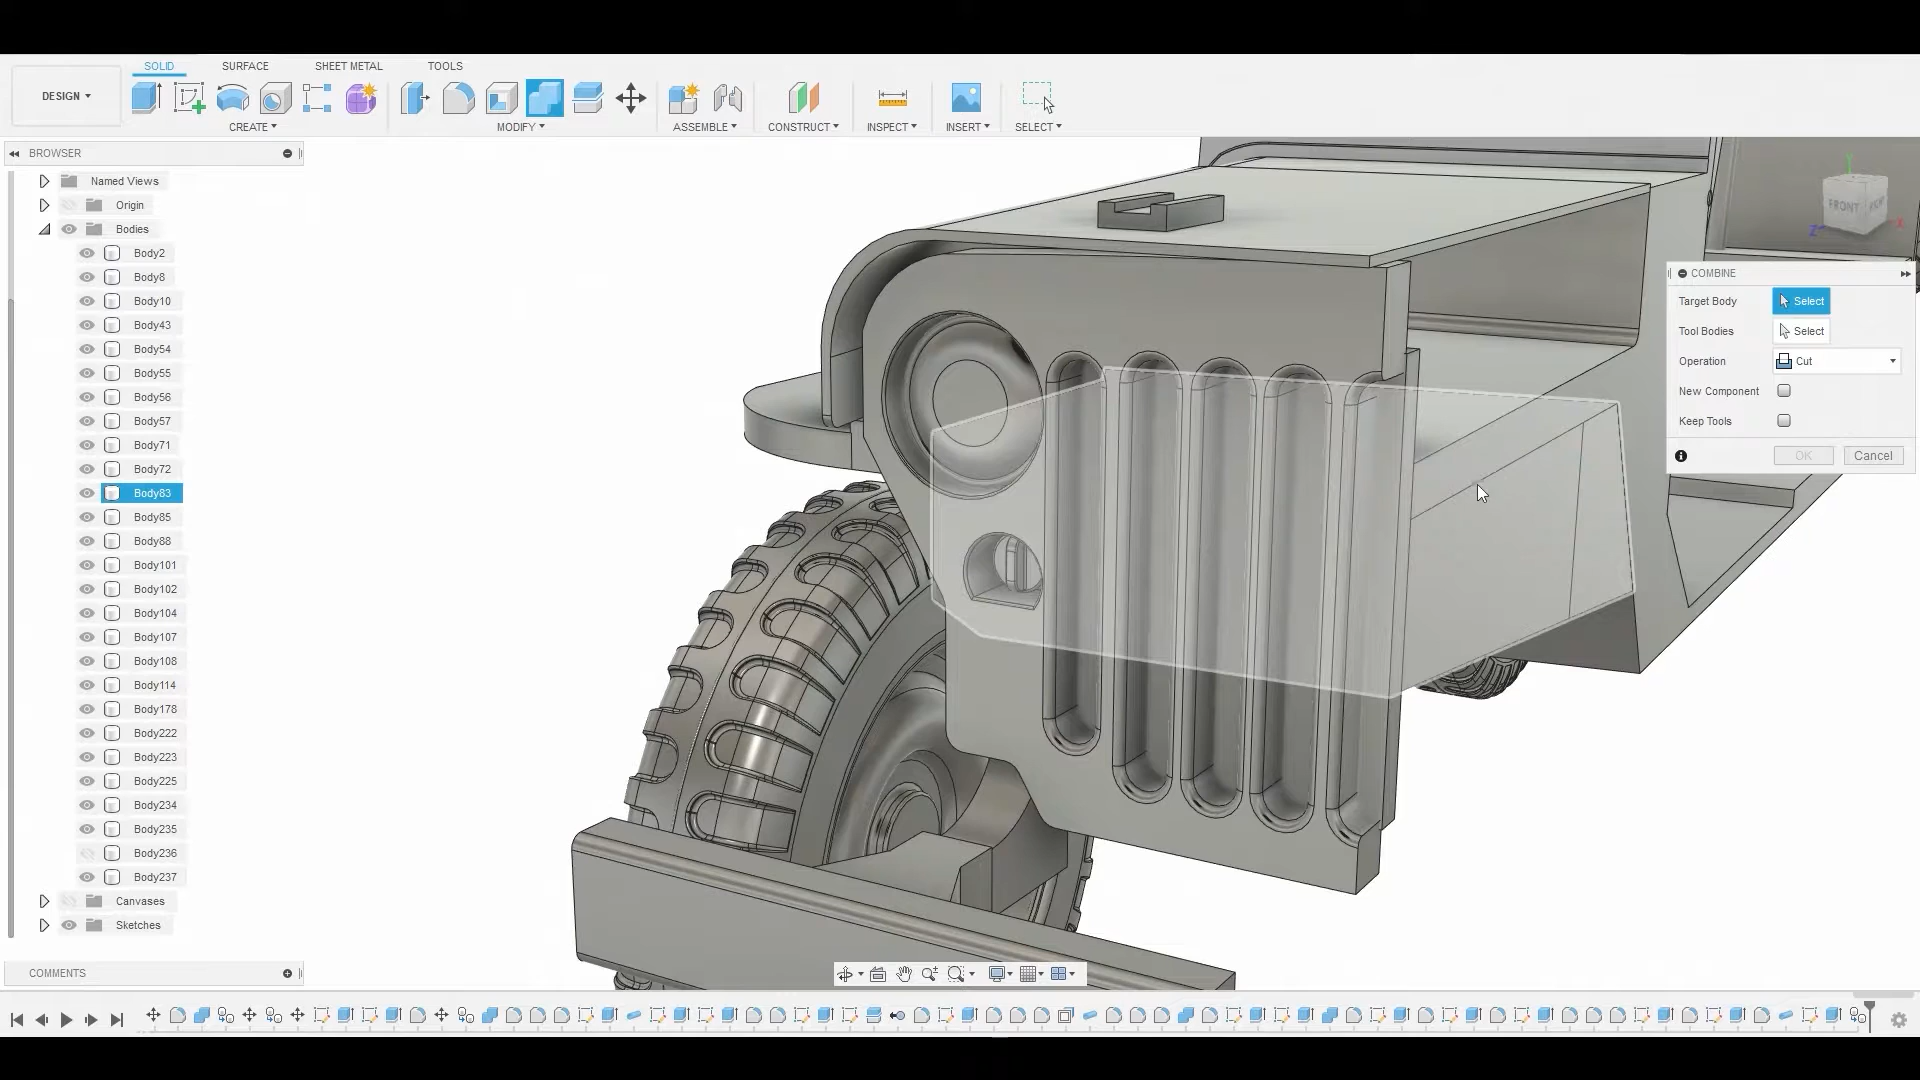 SOLID SURFACE SHEET METAL TOOLS
DESIGN
CREATE MODIFY ASSEMBLE CONSTRUCT INSPECT INSERT SELECT
BROWSER
Named Views
Origin
Bodies
Body2
Body8
Body10
Body43
Body54
Body55
Body56
Body57
Body71
Body72
Body83
Body85
Body88
Body101
Body102
Body104
Body107
Body108
Body114
Body178
Body222
Body223
Body225
Body234
Body235
Body236
Body237
Canvases
Sketches
COMMENTS
Y
FRONT RIGHT
Z X
COMBINE
Target Body Select
Tool Bodies Select
Operation Cut
New Component
Keep Tools
OK Cancel